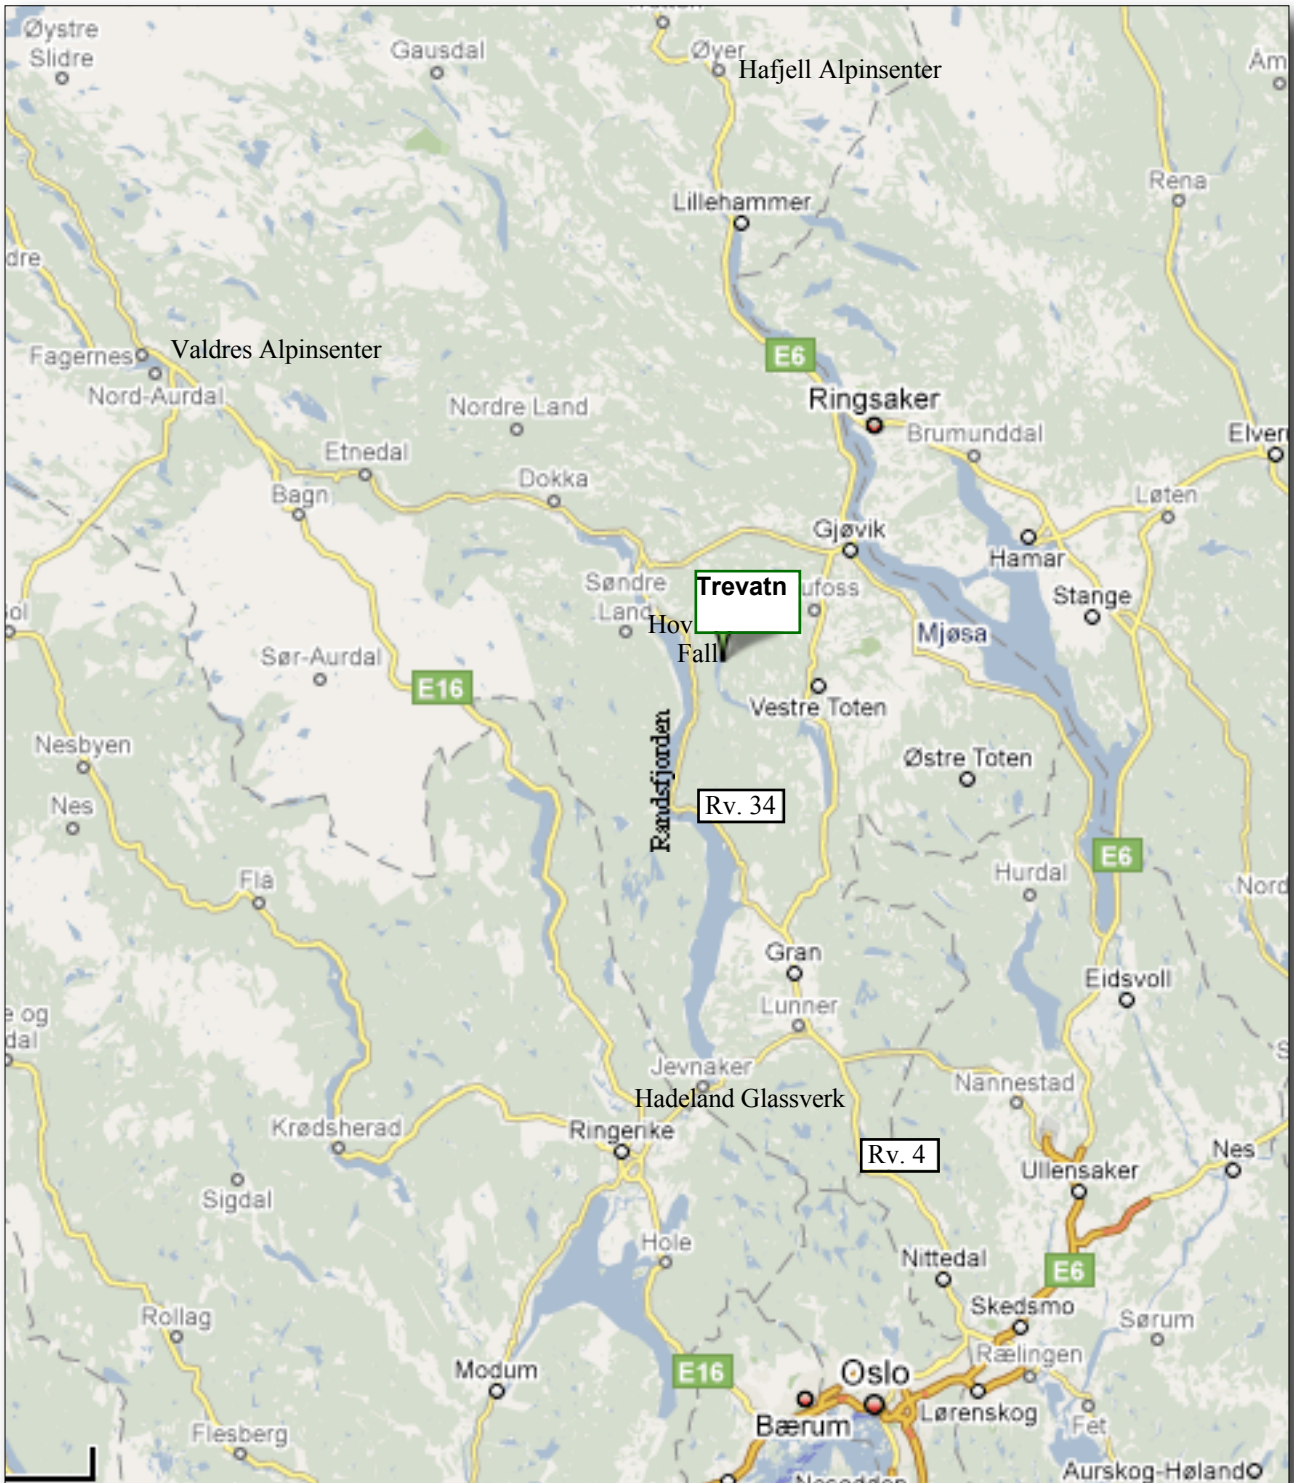 Øystre
Slidre
Gausdal
Øyer
Hafjell Alpinsenter
Åm
Rena
Lillehammer
dre
Fagernes
Valdres Alpinsenter
Nord-Aurdal
E6
Ringsaker
Nordre Land
Brumunddal
Elver
Etnedal
Dokka
Bagn
Løten
Gjøvik
Hamar
Søndre
Land
Trevatn
ufoss
Stange
ol
Hov
Fall
Mjøsa
Sør-Aurdal
E16
Vestre Toten
Randsfjorden
Nesbyen
Østre Toten
Nes
Rv. 34
E6
Flå
Hurdal
Nord
Gran
Eidsvoll
e og
dal
Lunner
Jevnaker
Nannestad
Hadeland Glassverk
Krødsherad
Ringerike
Rv. 4
Nes
Ullensaker
Sigdal
Hole
Nittedal
E6
Skedsmo
Rollag
Sørum
Rælingen
Modum
E16
Oslo
Lørenskog
Bærum
Fet
Flesberg
Aurskog-Høland